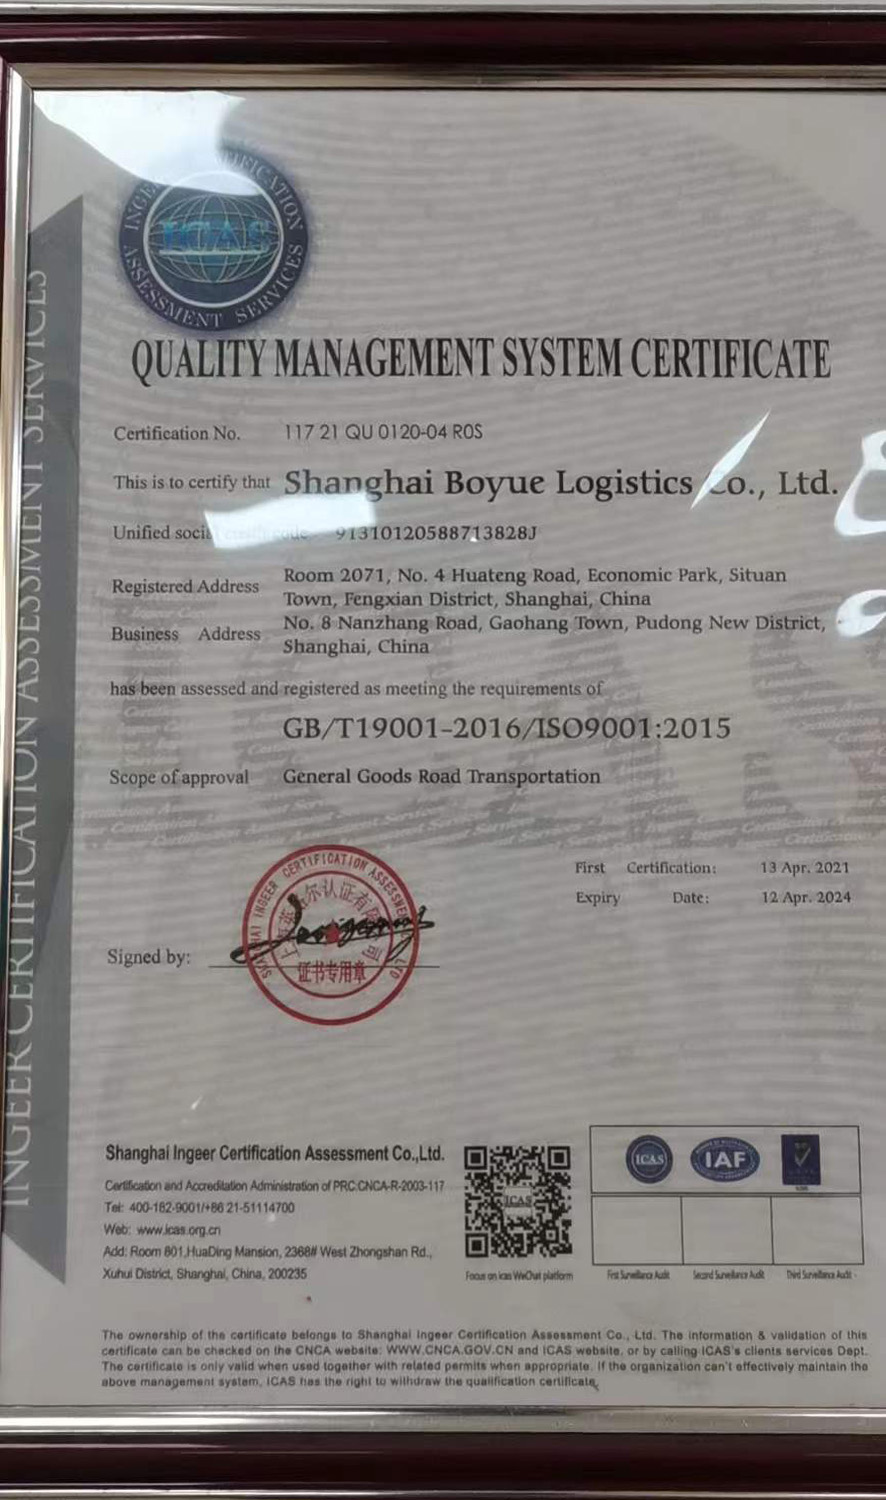 ICAS
ASSESSMENT SERVICES
INGEER CERTIFICATION ASSESSMENT SERVICES
QUALITY MANAGEMENT SYSTEM CERTIFICATE
Certification No. 117 21 QU 0120-04 R0S
This is to certify that Shanghai Boyue Logistics Co., Ltd.
Unified social code 91310120588713828J
Registered Address Room 2071, No. 4 Huateng Road, Economic Park, Situan
Town, Fengxian District, Shanghai, China
Business Address No. 8 Nanzhang Road, Gaohang Town, Pudong New District,
Shanghai, China
has been assessed and registered as meeting the requirements of
GB/T19001-2016/ISO9001:2015
Scope of approval General Goods Road Transportation
First Certification: 13 Apr. 2021
Expiry Date: 12 Apr. 2024
Signed by:
SHANGHAI INGEER CERTIFICATION ASSESSMENT LTD
证书专用章
Shanghai Ingeer Certification Assessment Co.,Ltd.
Certification and Accreditation Administration of PRC:CNCA-R-2003-117
Tel: 400-182-9001/+86 21-51114700
Web: www.icas.org.cn
Add: Room 801,HuaDing Mansion, 2368# West Zhongshan Rd.,
Xuhui District, Shanghai, China, 200235
ICAS
Focus on icas WeChat platform
ICAS
IAF
First Surveillance Audit Second Surveillance Audit Third Surveillance Audit
The ownership of the certificate belongs to Shanghai Ingeer Certification Assessment Co., Ltd. The information & validation of this
certificate can be checked on the CNCA website: WWW.CNCA.GOV.CN and ICAS website, or by calling ICAS's clients services Dept.
The certificate is only valid when used together with related permits when appropriate. If the organization can't effectively maintain the
above management system, ICAS has the right to withdraw the qualification certificate.